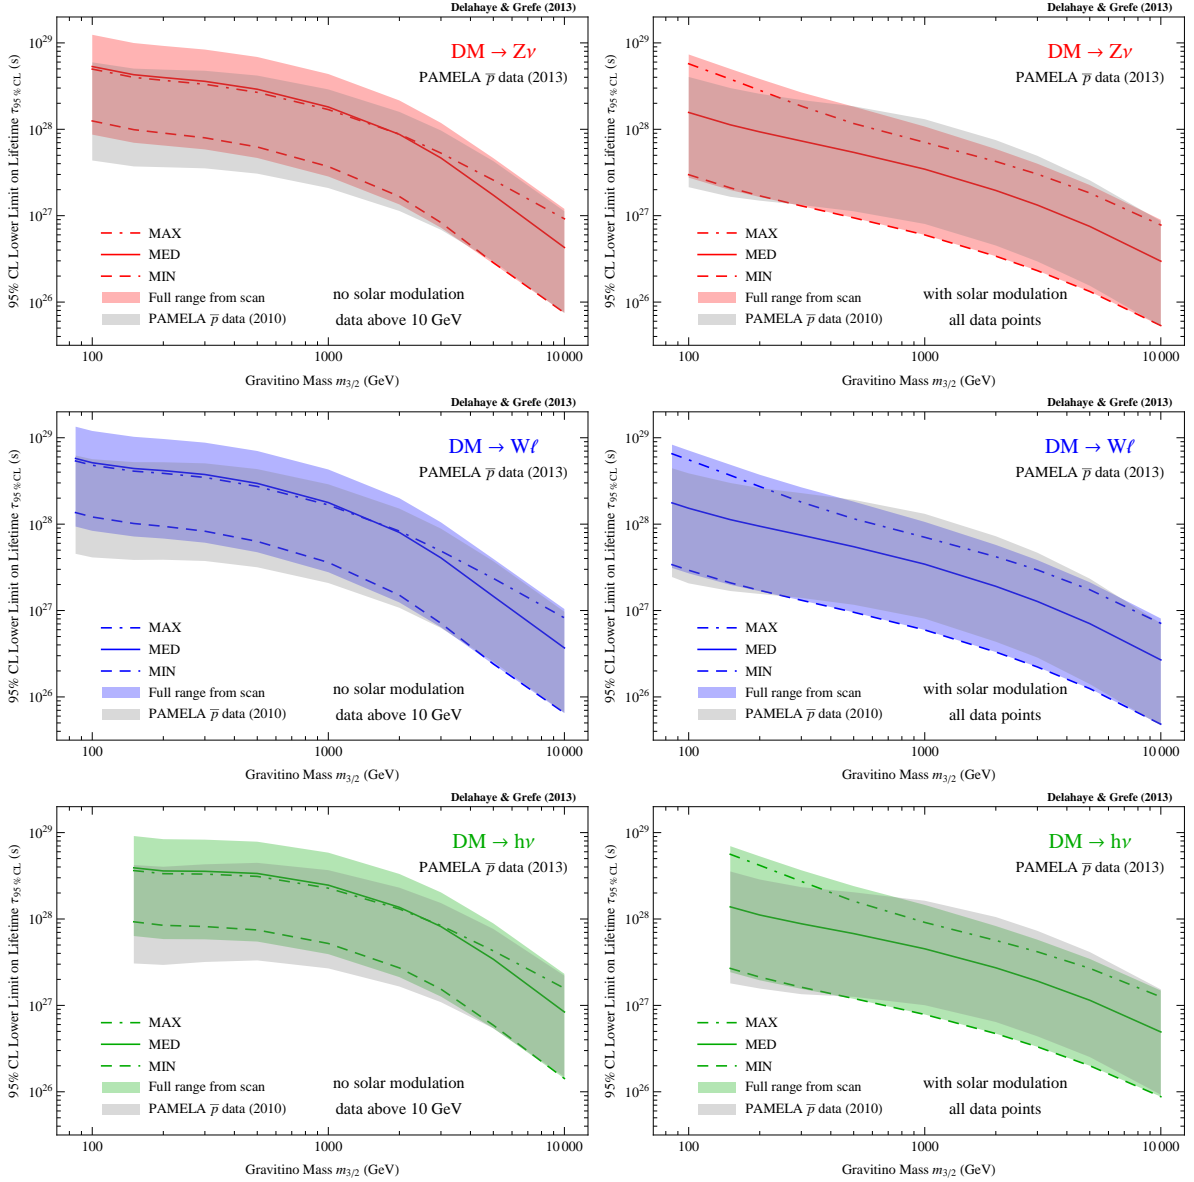 Delahaye & Grefe (2013)
95% CL Lower Limit on Lifetime τ95 % CL (s)
10^29
10^28
10^27
10^26
DM → Zν
PAMELA p̅ data (2013)
MAX
MED
MIN
Full range from scan
PAMELA p̅ data (2010)
no solar modulation
data above 10 GeV
100
1000
10 000
Gravitino Mass m3/2 (GeV)
Delahaye & Grefe (2013)
95% CL Lower Limit on Lifetime τ95 % CL (s)
10^29
10^28
10^27
10^26
DM → Zν
PAMELA p̅ data (2013)
MAX
MED
MIN
Full range from scan
PAMELA p̅ data (2010)
with solar modulation
all data points
100
1000
10 000
Gravitino Mass m3/2 (GeV)
Delahaye & Grefe (2013)
95% CL Lower Limit on Lifetime τ95 % CL (s)
10^29
10^28
10^27
10^26
DM → Wℓ
PAMELA p̅ data (2013)
MAX
MED
MIN
Full range from scan
PAMELA p̅ data (2010)
no solar modulation
data above 10 GeV
100
1000
10 000
Gravitino Mass m3/2 (GeV)
Delahaye & Grefe (2013)
95% CL Lower Limit on Lifetime τ95 % CL (s)
10^29
10^28
10^27
10^26
DM → Wℓ
PAMELA p̅ data (2013)
MAX
MED
MIN
Full range from scan
PAMELA p̅ data (2010)
with solar modulation
all data points
100
1000
10 000
Gravitino Mass m3/2 (GeV)
Delahaye & Grefe (2013)
95% CL Lower Limit on Lifetime τ95 % CL (s)
10^29
10^28
10^27
10^26
DM → hν
PAMELA p̅ data (2013)
MAX
MED
MIN
Full range from scan
PAMELA p̅ data (2010)
no solar modulation
data above 10 GeV
100
1000
10 000
Gravitino Mass m3/2 (GeV)
Delahaye & Grefe (2013)
95% CL Lower Limit on Lifetime τ95 % CL (s)
10^29
10^28
10^27
10^26
DM → hν
PAMELA p̅ data (2013)
MAX
MED
MIN
Full range from scan
PAMELA p̅ data (2010)
with solar modulation
all data points
100
1000
10 000
Gravitino Mass m3/2 (GeV)